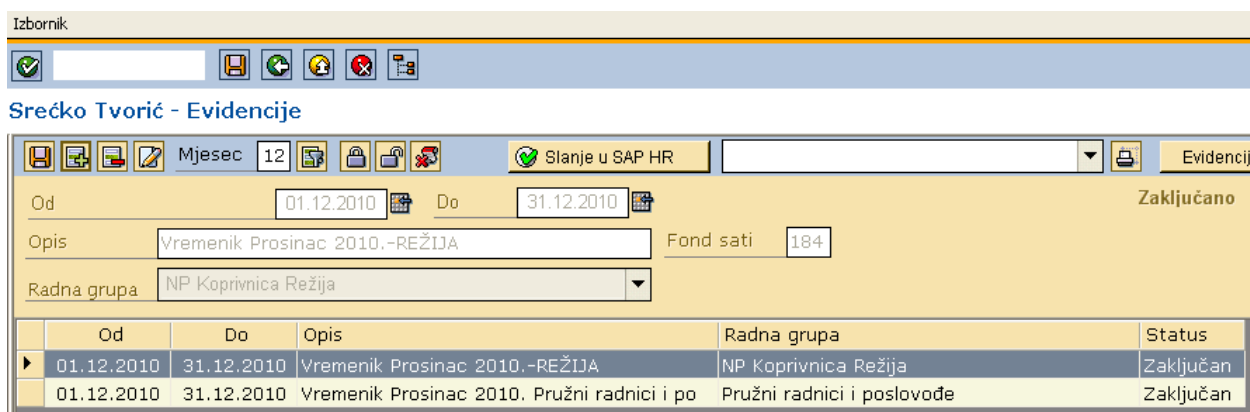 Izbornik
Srećko Tvorić - Evidencije
Mjesec 12 Slanje u SAP HR Evidencij
Od 01.12.2010 Do 31.12.2010 Zaključano
Opis Vremenik Prosinac 2010.-REŽIJA Fond sati 184
Radna grupa NP Koprivnica Režija
Od Do Opis Radna grupa Status
01.12.2010 31.12.2010 Vremenik Prosinac 2010.-REŽIJA NP Koprivnica Režija Zaključan
01.12.2010 31.12.2010 Vremenik Prosinac 2010. Pružni radnici i po Pružni radnici i poslovođe Zaključan